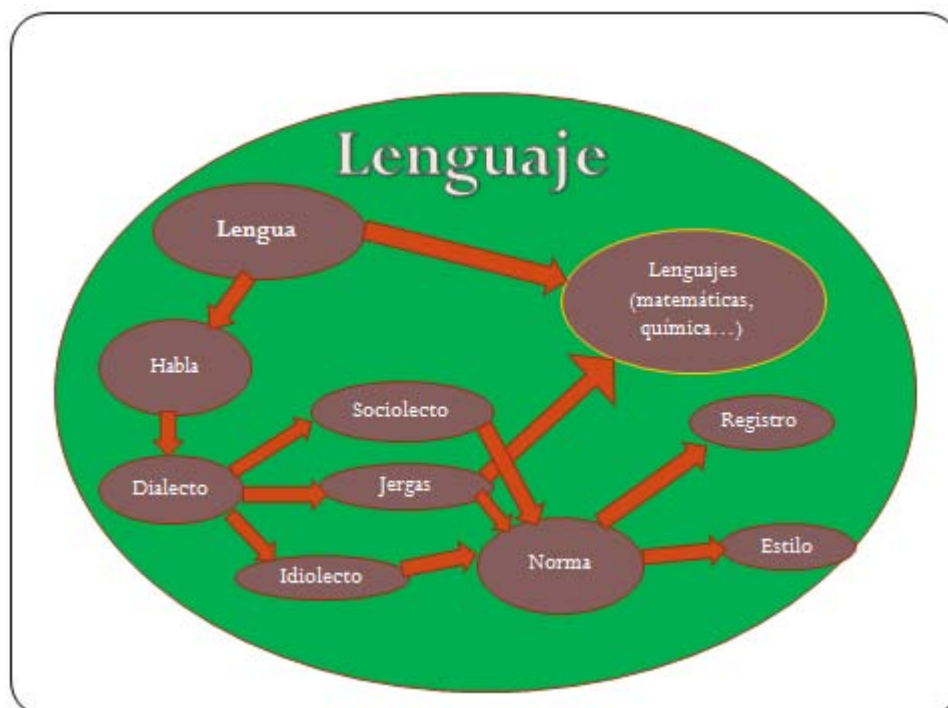 Lenguaje
Lengua
Lenguajes
(matemáticas,
química...)
Habla
Sociolecto
Registro
Dialecto
Jergas
Idiolecto
Norma
Estilo